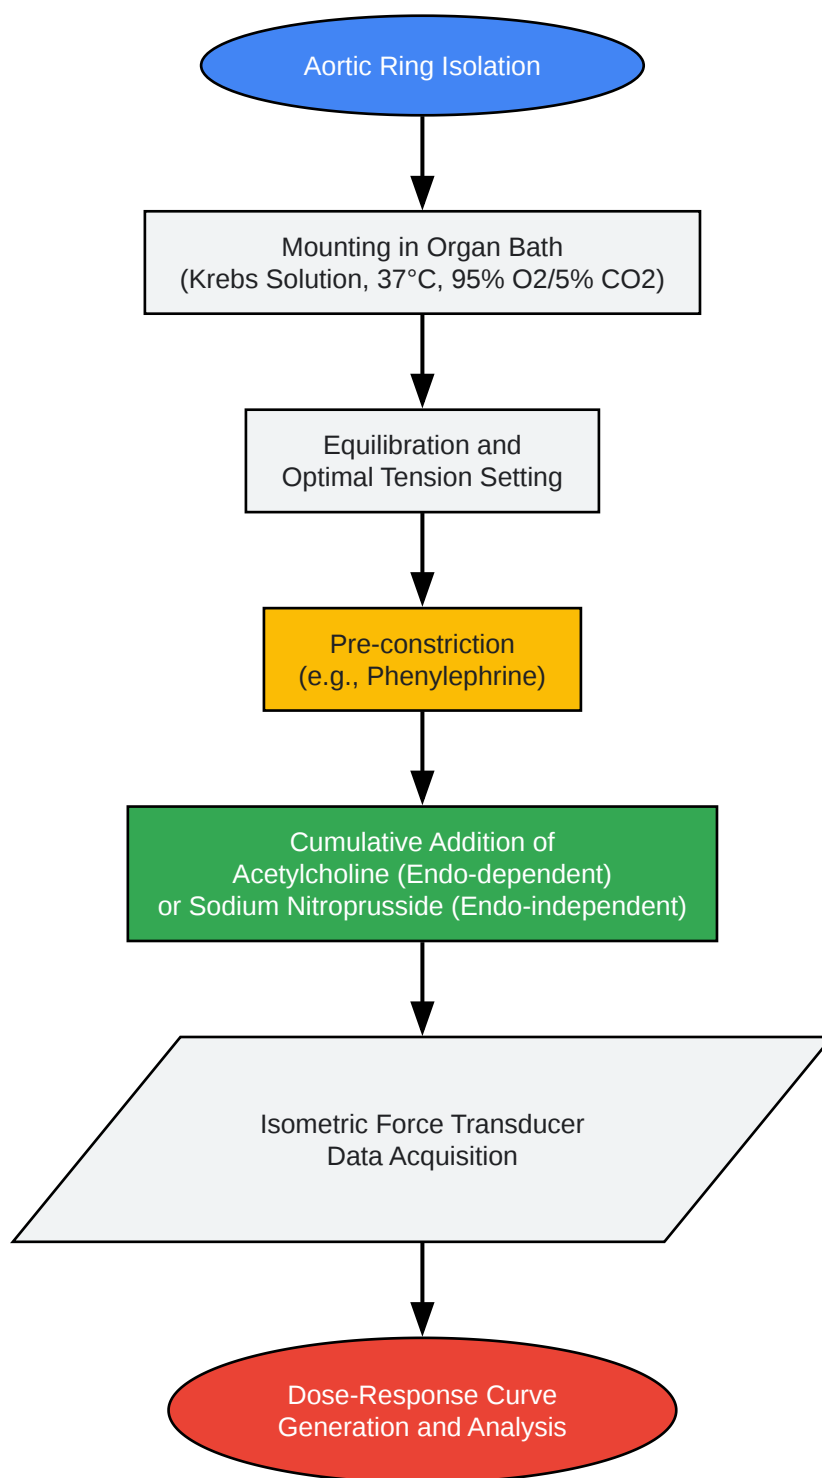 Aortic Ring Isolation
Mounting in Organ Bath
(Krebs Solution, 37°C, 95% O2/5% CO2)
Equilibration and
Optimal Tension Setting
Pre-constriction
(e.g., Phenylephrine)
Cumulative Addition of
Acetylcholine (Endo-dependent)
or Sodium Nitroprusside (Endo-independent)
Isometric Force Transducer
Data Acquisition
Dose-Response Curve
Generation and Analysis